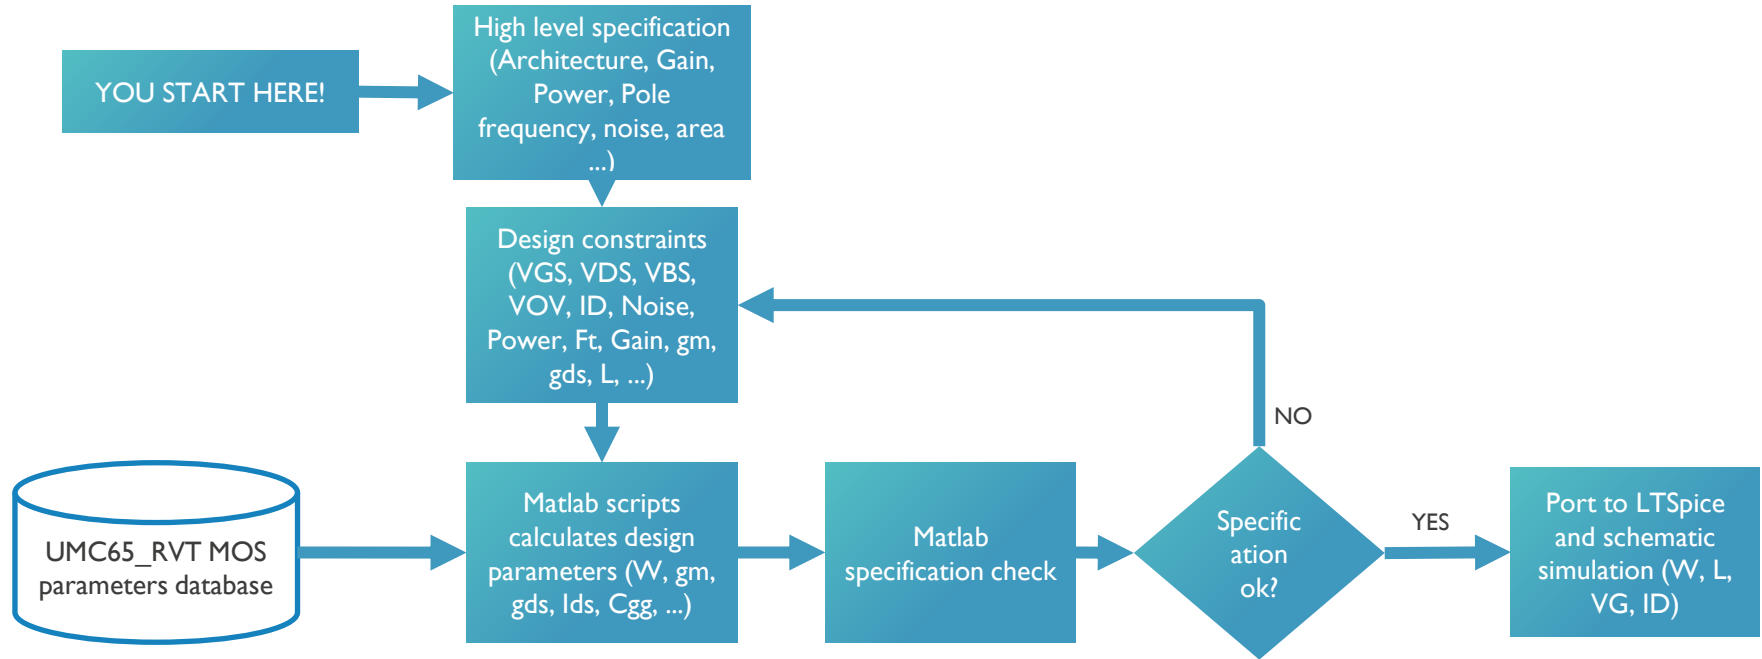 YOU START HERE!
High level specification
(Architecture, Gain,
Power, Pole
frequency, noise, area
...)
Design constraints
(VGS, VDS, VBS,
VOV, ID, Noise,
Power, Ft, Gain, gm,
gds, L, ...)
NO
UMC65_RVT MOS
parameters database
Matlab scripts
calculates design
parameters (W, gm,
gds, Ids, Cgg, ...)
Matlab
specification check
Specific
ation
ok?
YES
Port to LTSpice
and schematic
simulation (W, L,
VG, ID)